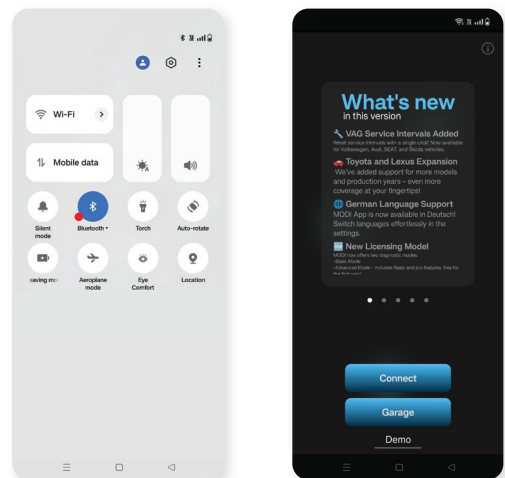 Wi-Fi
Mobile data
Silent
mode
Bluetooth
Torch
Auto-rotate
saving mo
Aeroplane
mode
Eye
Comfort
Location
What's new
in this version
VAG Service Intervals Added
Reset service intervals with a single click! Now available
for Volkswagen, Audi, SEAT, and Škoda vehicles.
Toyota and Lexus Expansion
We've added support for more models
and production years – even more
coverage at your fingertips!
German Language Support
MODI App is now available in Deutsch!
Switch languages effortlessly in the
settings.
NEW New Licensing Model
MODI now offers two diagnostic modes:
-Basic Mode
-Advanced Mode – Includes Basic and pro features, free for
the first year!
Connect
Garage
Demo